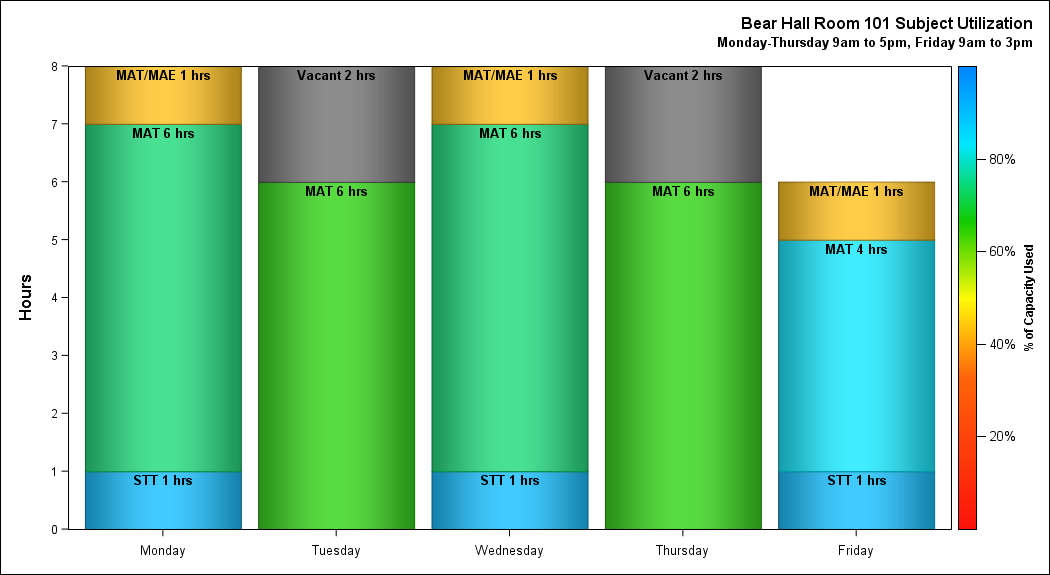 Bear Hall Room 101 Subject Utilization
Monday-Thursday 9am to 5pm, Friday 9am to 3pm
Hours
8
7
6
5
4
3
2
1
0
MAT/MAE 1 hrs
MAT 6 hrs
STT 1 hrs
Monday
Vacant 2 hrs
MAT 6 hrs
Tuesday
MAT/MAE 1 hrs
MAT 6 hrs
STT 1 hrs
Wednesday
Vacant 2 hrs
MAT 6 hrs
Thursday
MAT/MAE 1 hrs
MAT 4 hrs
STT 1 hrs
Friday
80%
60%
40%
20%
% of Capacity Used